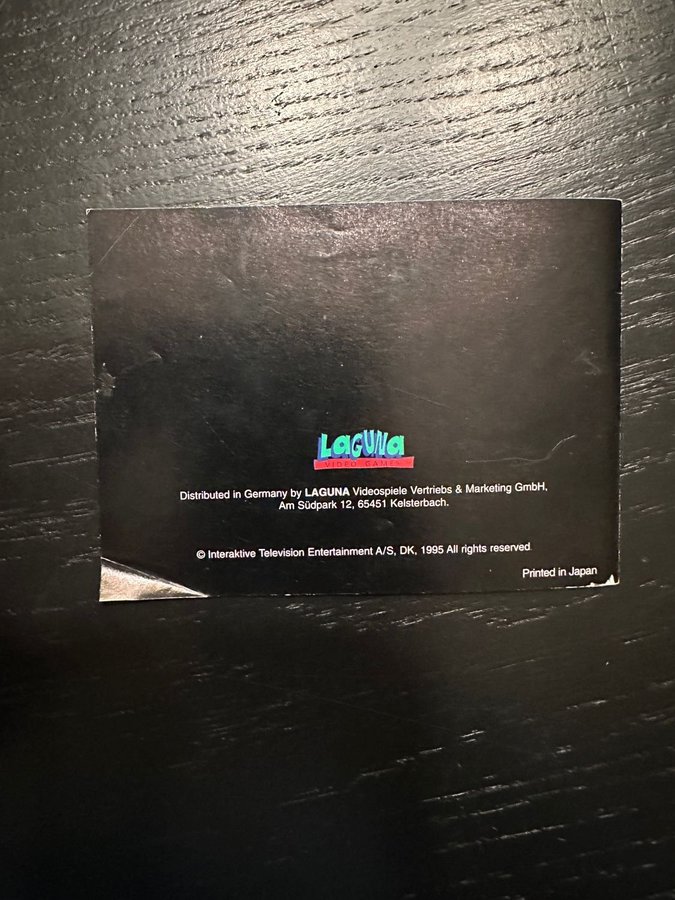 LAGUNA
VIDEO GAMES
Distributed in Germany by LAGUNA Videospiele Vertriebs & Marketing GmbH,
Am Südpark 12, 65451 Kelsterbach.
© Interaktive Television Entertainment A/S, DK, 1995 All rights reserved.
Printed in Japan